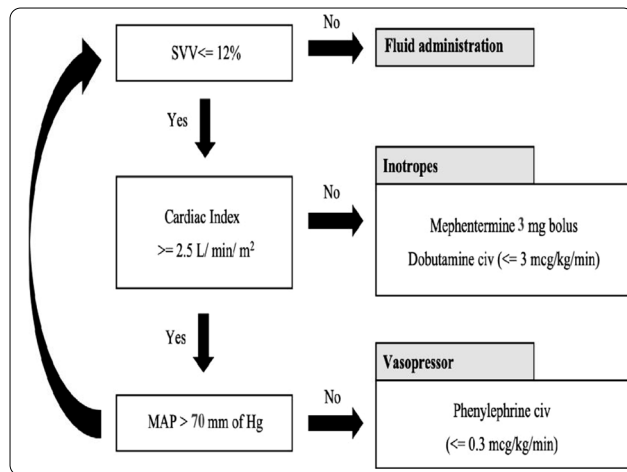 SVV<= 12%
No
Fluid administration
Yes
Cardiac Index
>= 2.5 L/ min/ m²
No
Inotropes
Mephentermine 3 mg bolus
Dobutamine civ (<= 3 mcg/kg/min)
Yes
MAP > 70 mm of Hg
No
Vasopressor
Phenylephrine civ
(<= 0.3 mcg/kg/min)